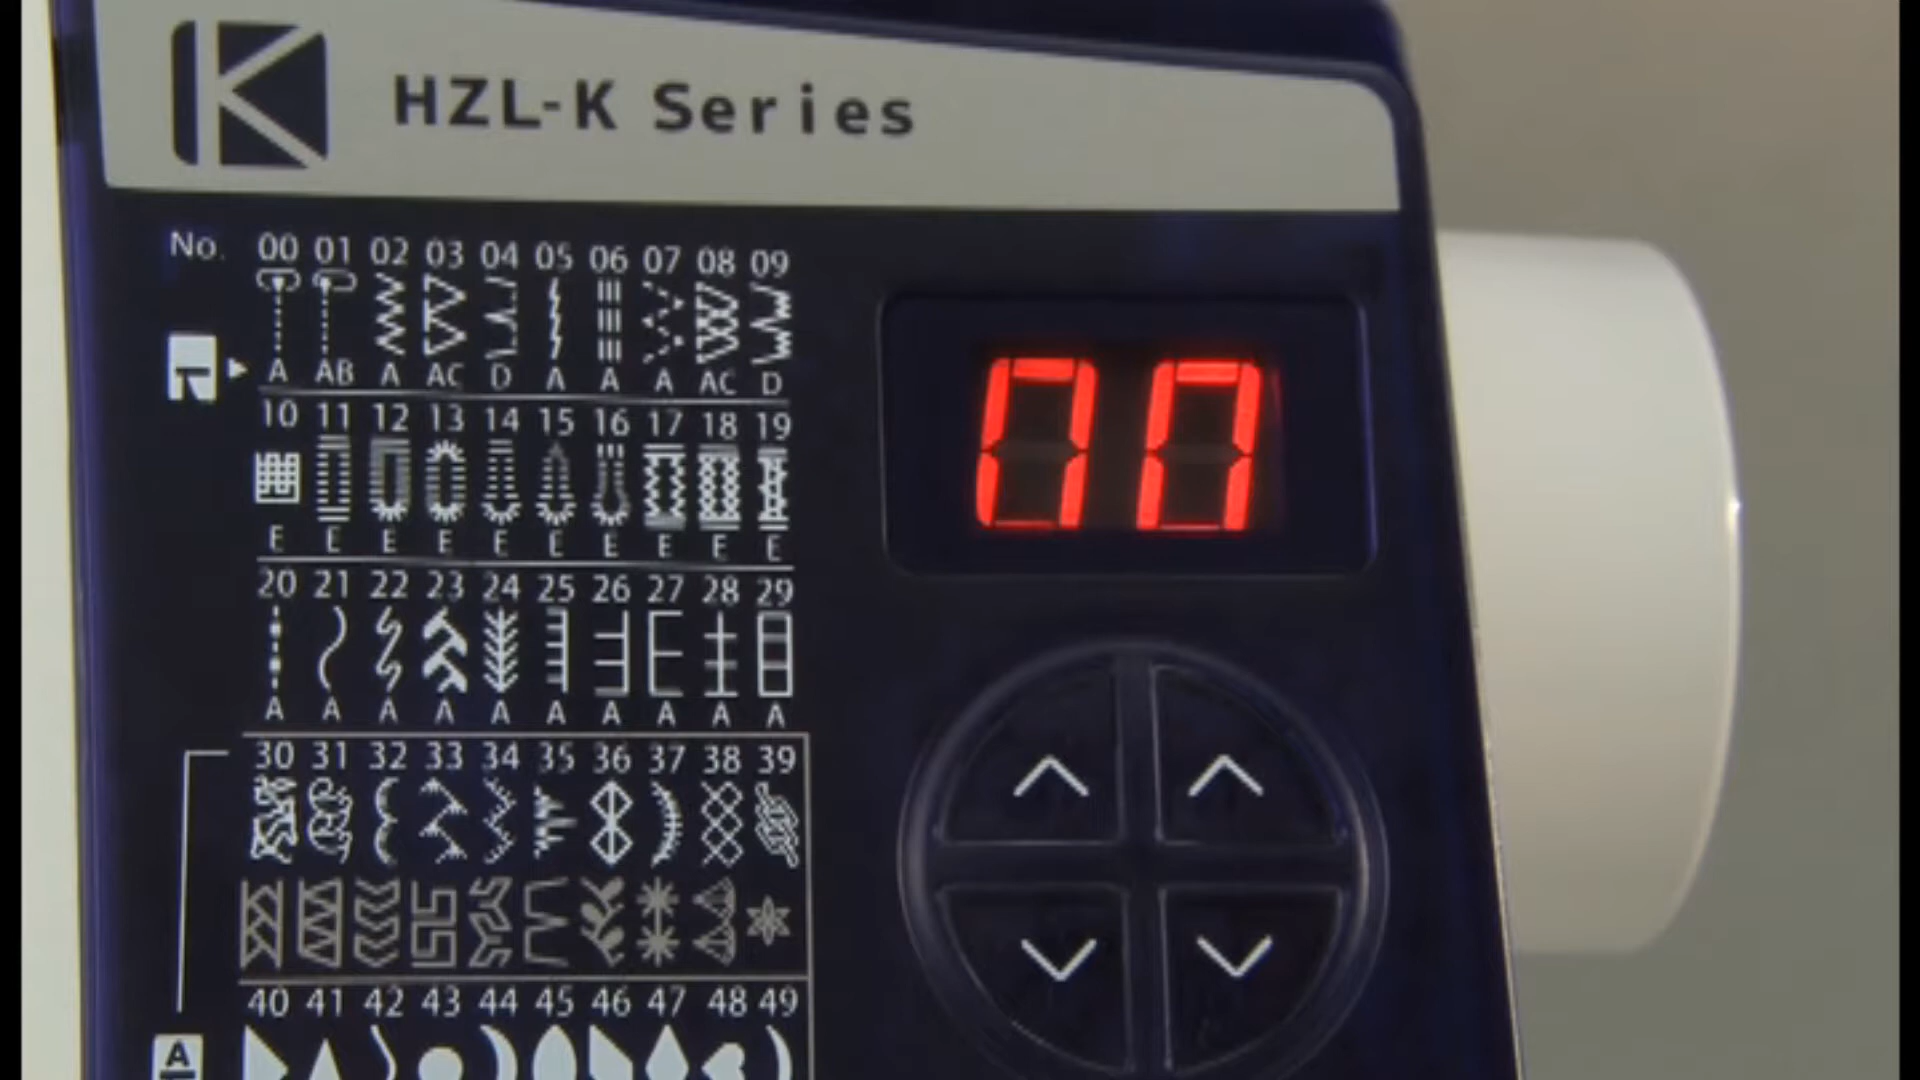 K HZL-K Series
No. 00 01 02 03 04 05 06 07 08 09
A AB A AC D A A A AC D
00
10 11 12 13 14 15 16 17 18 19
E E E E E E E E E E
20 21 22 23 24 25 26 27 28 29
A A A A A A A A A A
30 31 32 33 34 35 36 37 38 39
40 41 42 43 44 45 46 47 48 49
A